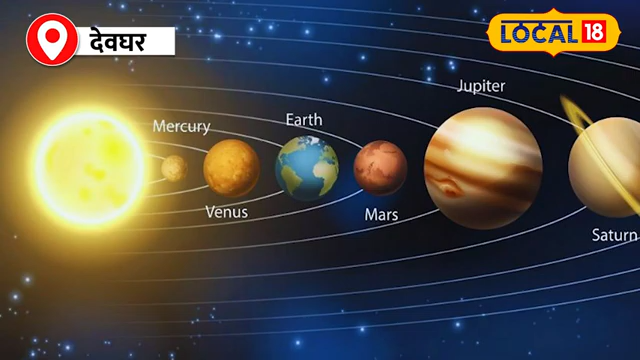 देवघर
LOCAL 18
Jupiter
Earth
Mercury
Venus
Mars
Saturn